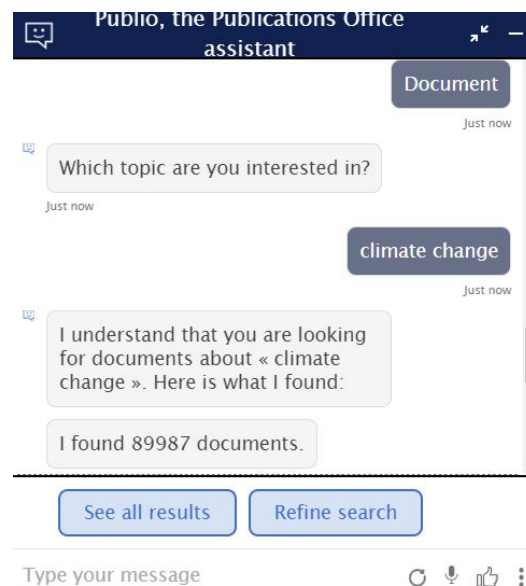 Publio, the Publications Office
assistant
Document
Just now
Which topic are you interested in?
Just now
climate change
Just now
I understand that you are looking
for documents about « climate
change ». Here is what I found:
I found 89987 documents.
See all results
Refine search
Type your message